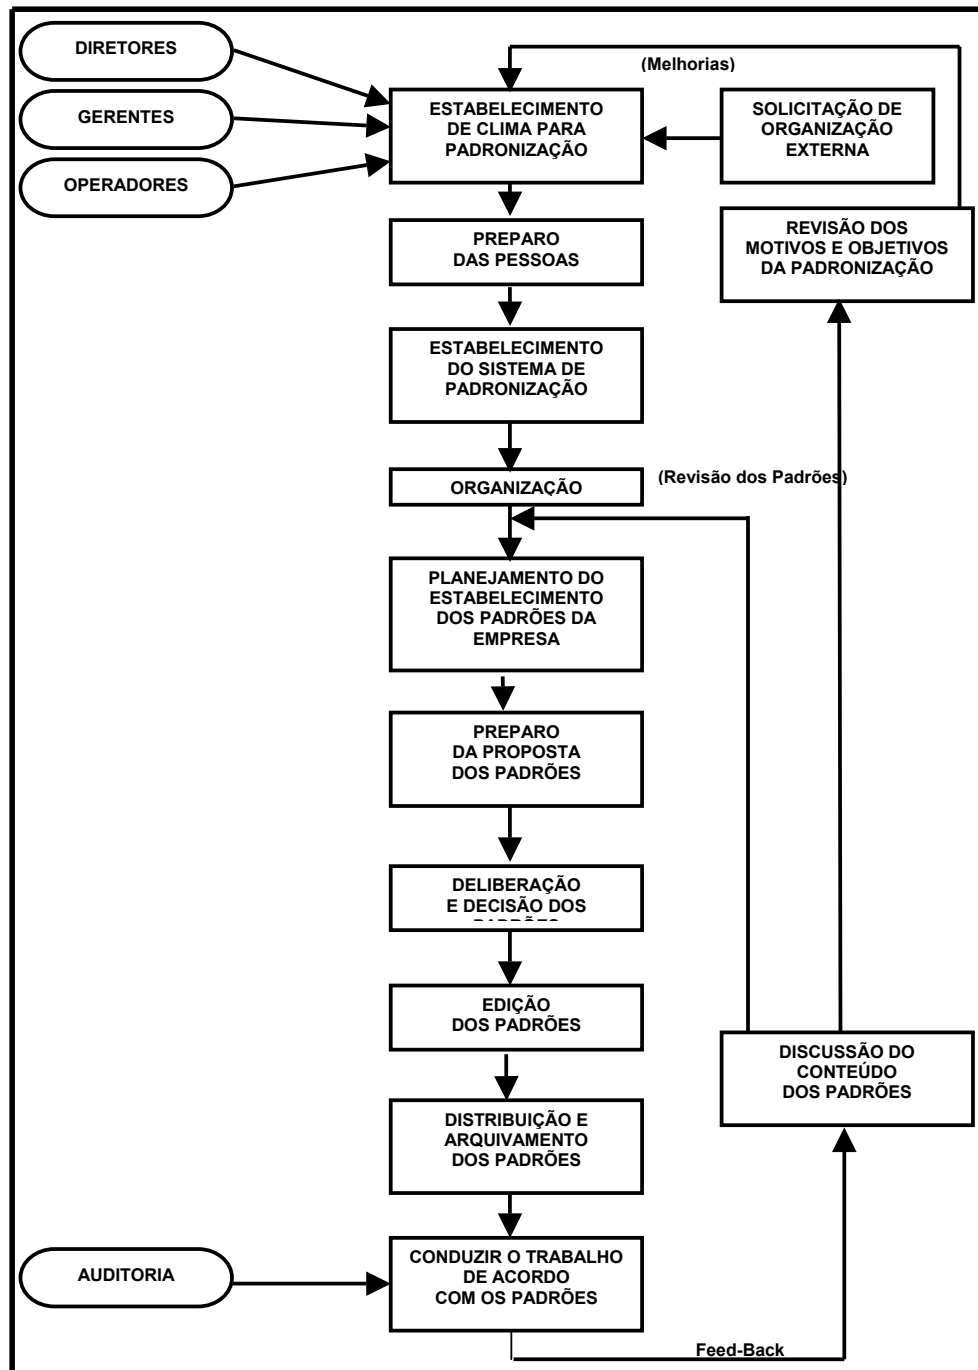 DIRETORES
GERENTES
OPERADORES
(Melhorias)
ESTABELECIMENTO
DE CLIMA PARA
PADRONIZAÇÃO
SOLICITAÇÃO DE
ORGANIZAÇÃO
EXTERNA
PREPARO
DAS PESSOAS
REVISÃO DOS
MOTIVOS E OBJETIVOS
DA PADRONIZAÇÃO
ESTABELECIMENTO
DO SISTEMA DE
PADRONIZAÇÃO
ORGANIZAÇÃO
(Revisão dos Padrões)
PLANEJAMENTO DO
ESTABELECIMENTO
DOS PADRÕES DA
EMPRESA
PREPARO
DA PROPOSTA
DOS PADRÕES
DELIBERAÇÃO
E DECISÃO DOS
EDIÇÃO
DOS PADRÕES
DISCUSSÃO DO
CONTEÚDO
DOS PADRÕES
DISTRIBUIÇÃO E
ARQUIVAMENTO
DOS PADRÕES
AUDITORIA
CONDUZIR O TRABALHO
DE ACORDO
COM OS PADRÕES
Feed-Back